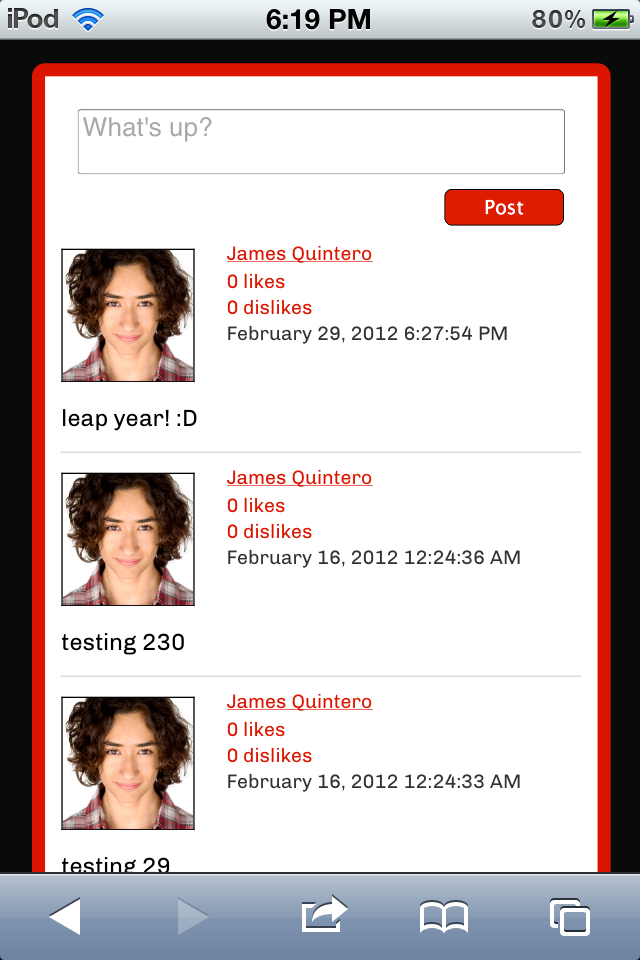 iPod 6:19 PM 80%
What's up?
Post
James Quintero
0 likes
0 dislikes
February 29, 2012 6:27:54 PM
leap year! :D
James Quintero
0 likes
0 dislikes
February 16, 2012 12:24:36 AM
testing 230
James Quintero
0 likes
0 dislikes
February 16, 2012 12:24:33 AM
testing 29